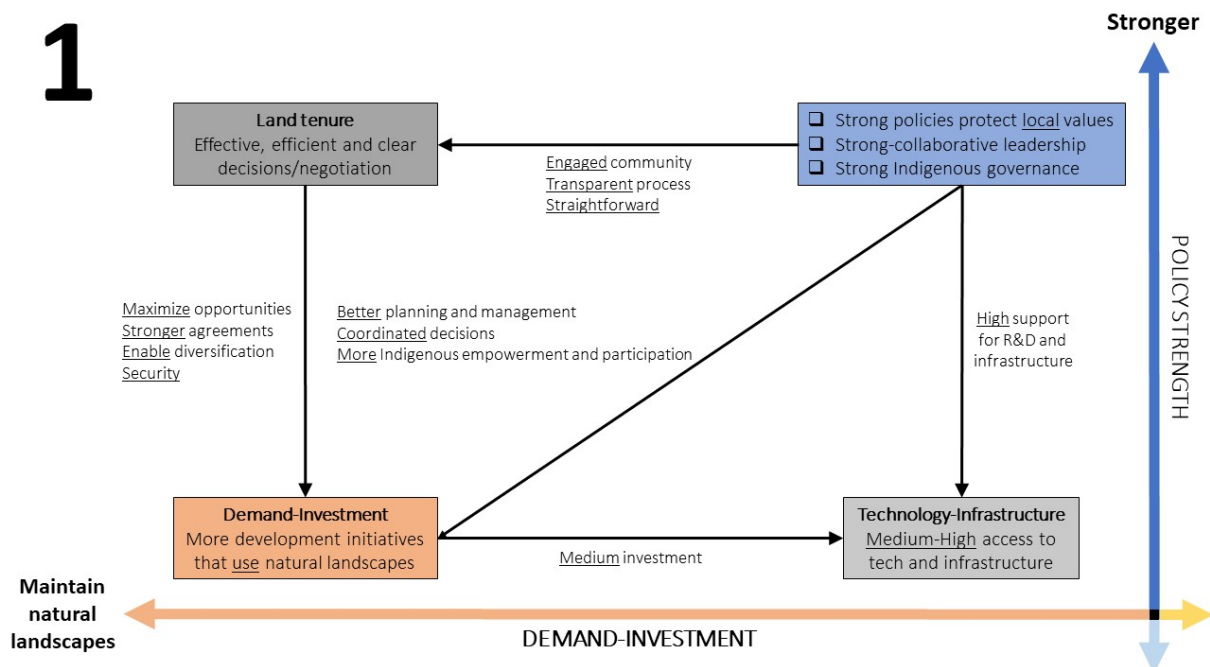 1
Stronger
Land tenure
Effective, efficient and clear
decisions/negotiation
❑ Strong policies protect local values
❑ Strong-collaborative leadership
❑ Strong Indigenous governance
Engaged community
Transparent process
Straightforward
Maximize opportunities
Stronger agreements
Enable diversification
Security
Better planning and management
Coordinated decisions
More Indigenous empowerment and participation
High support
for R&D and
infrastructure
POLICY STRENGTH
Demand-Investment
More development initiatives
that use natural landscapes
Medium investment
Technology-Infrastructure
Medium-High access to
tech and infrastructure
Maintain
natural
landscapes
DEMAND-INVESTMENT